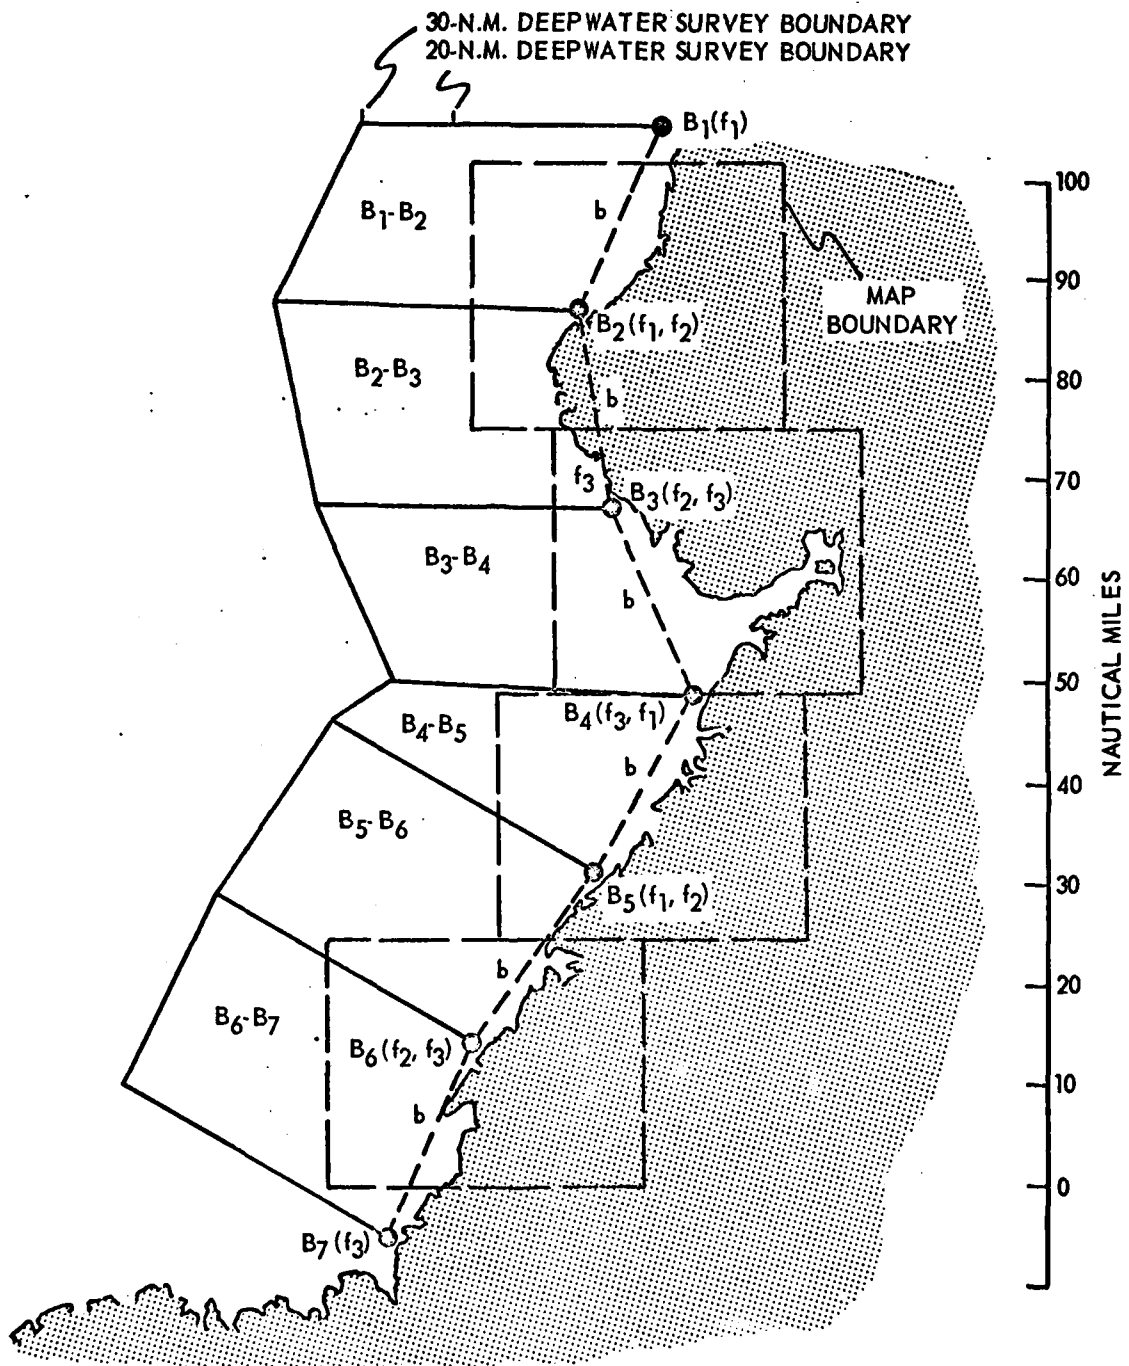 30-N.M. DEEPWATER SURVEY BOUNDARY
20-N.M. DEEPWATER SURVEY BOUNDARY
B1(f1)
100
B1-B2
b
90
MAP
BOUNDARY
B2(f1, f2)
B2-B3
80
b
f3
70
B3(f2, f3)
B3-B4
60
b
NAUTICAL MILES
50
B4(f3, f1)
B4-B5
b
40
B5-B6
30
B5(f1, f2)
b
20
B6-B7
B6(f2, f3)
10
b
0
B7(f3)